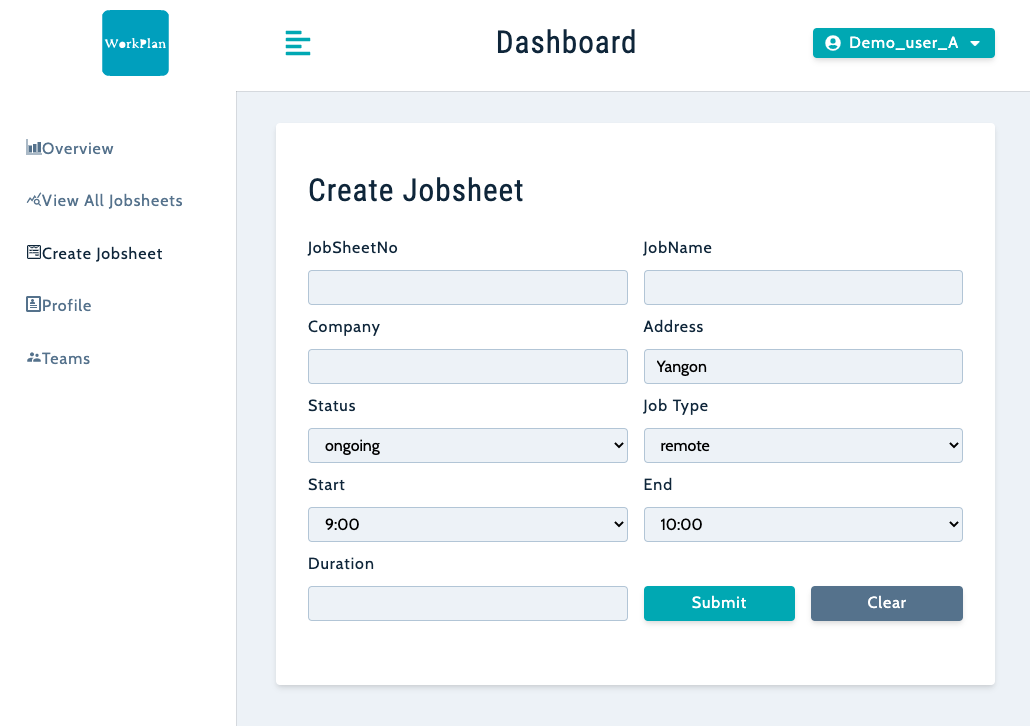 WorkPlan
Dashboard
Demo_user_A
Overview
View All Jobsheets
Create Jobsheet
Profile
Teams
Create Jobsheet
JobSheetNo
JobName
Company
Address
Yangon
Status
Job Type
ongoing
remote
Start
End
9:00
10:00
Duration
Submit
Clear